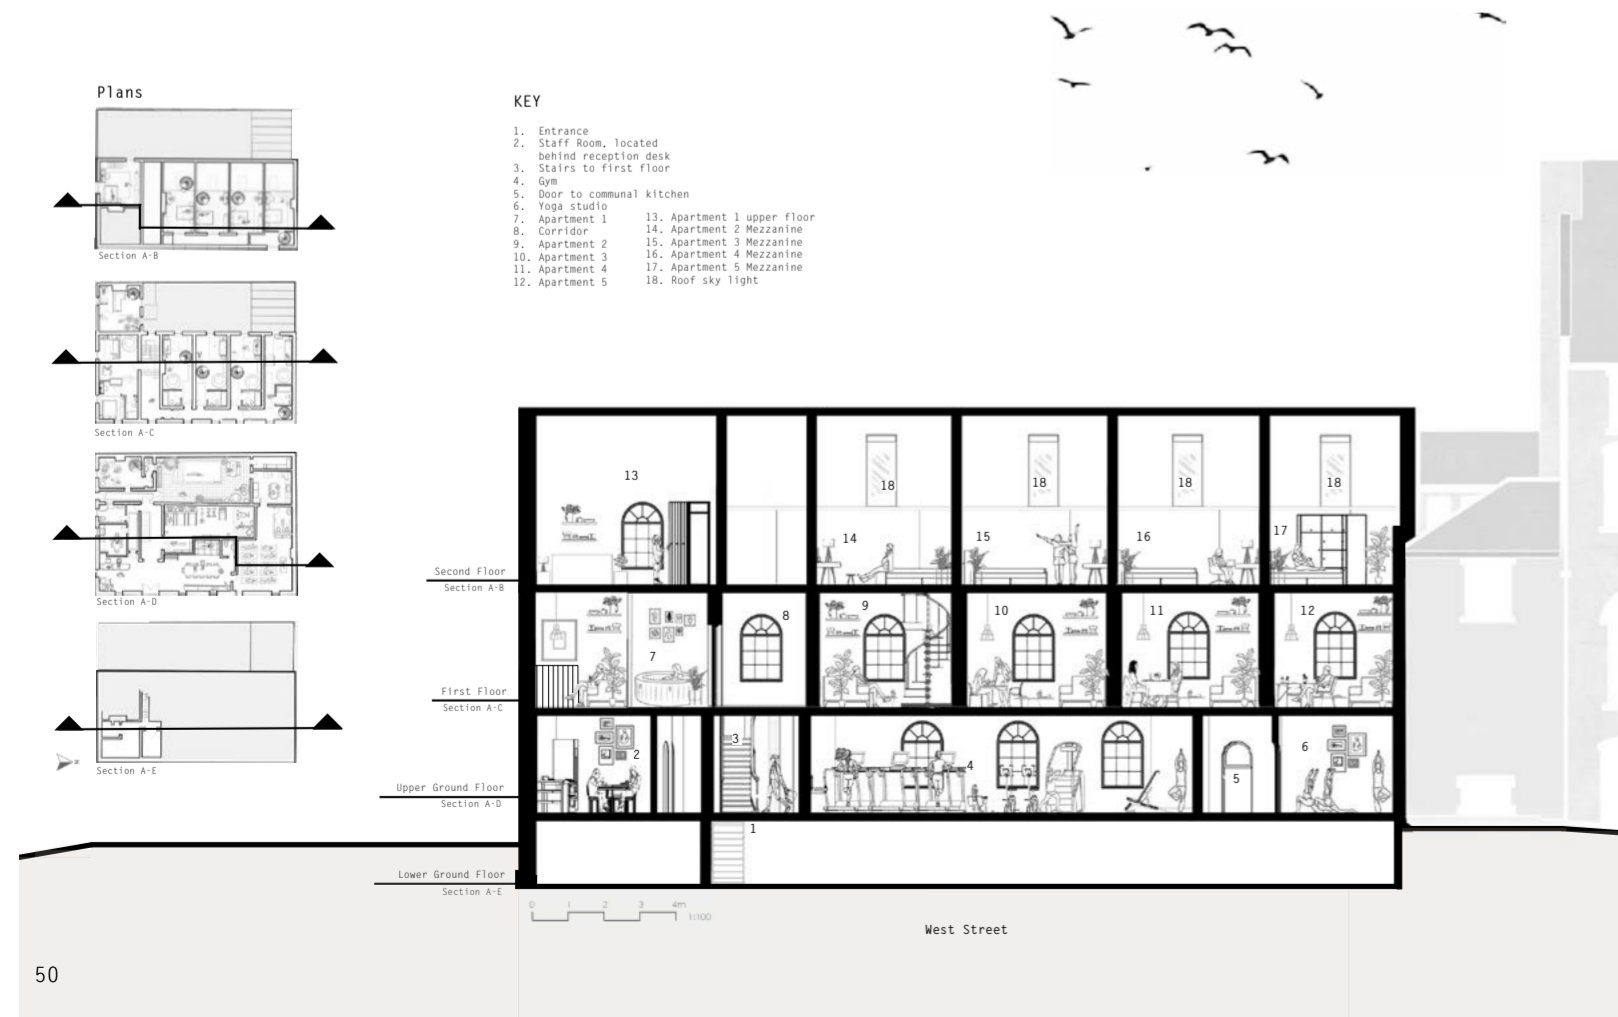 Plans
Section A-B
Section A-C
Section A-D
Section A-E
KEY
1. Entrance
2. Staff Room, located
behind reception desk
3. Stairs to first floor
4. Gym
5. Door to communal kitchen
6. Yoga studio
7. Apartment 1
8. Corridor
9. Apartment 2
10. Apartment 3
11. Apartment 4
12. Apartment 5
13. Apartment 1 upper floor
14. Apartment 2 Mezzanine
15. Apartment 3 Mezzanine
16. Apartment 4 Mezzanine
17. Apartment 5 Mezzanine
18. Roof sky light
13
18
18
18
18
14
15
16
17
Second Floor
Section A-B
7
8
9
10
11
12
First Floor
Section A-C
2
3
4
5
6
Upper Ground Floor
Section A-D
1
Lower Ground Floor
Section A-E
0 1 2 3 4m
1:100
West Street
50